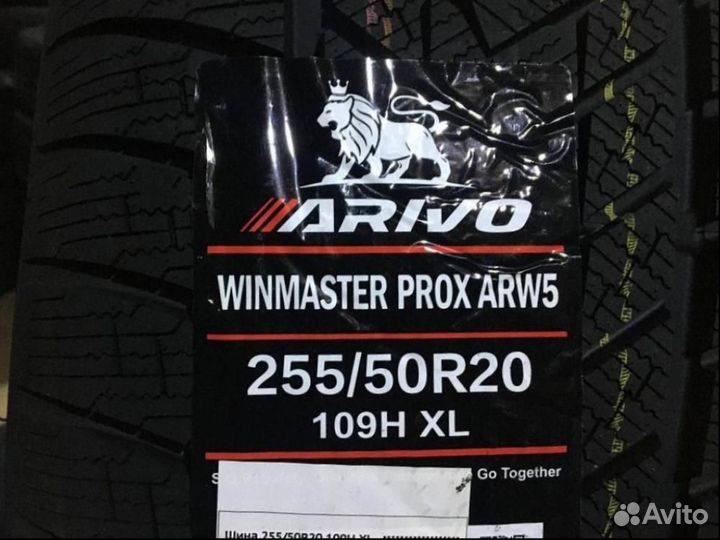 ARIVO
WINMASTER PROX ARW5
255/50R20
109H XL
Go Together
Шина 255/50R20 109H XL
Avito